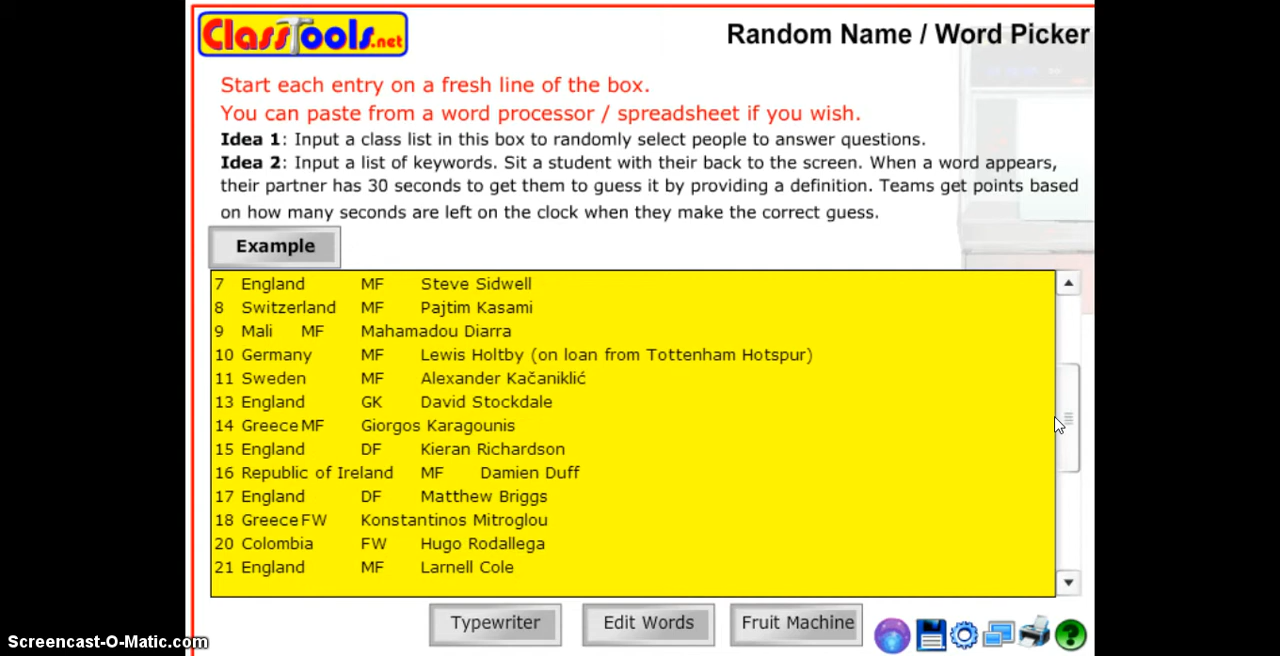 ClassTools.net
Random Name / Word Picker
Start each entry on a fresh line of the box.
You can paste from a word processor / spreadsheet if you wish.
Idea 1: Input a class list in this box to randomly select people to answer questions.
Idea 2: Input a list of keywords. Sit a student with their back to the screen. When a word appears,
their partner has 30 seconds to get them to guess it by providing a definition. Teams get points based
on how many seconds are left on the clock when they make the correct guess.
Example
7 England MF Steve Sidwell
8 Switzerland MF Pajtim Kasami
9 Mali MF Mahamadou Diarra
10 Germany MF Lewis Holtby (on loan from Tottenham Hotspur)
11 Sweden MF Alexander Kačaniklić
13 England GK David Stockdale
14 Greece MF Giorgos Karagounis
15 England DF Kieran Richardson
16 Republic of Ireland MF Damien Duff
17 England DF Matthew Briggs
18 Greece FW Konstantinos Mitroglou
20 Colombia FW Hugo Rodallega
21 England MF Larnell Cole
Typewriter Edit Words Fruit Machine ?
Screencast-O-Matic.com